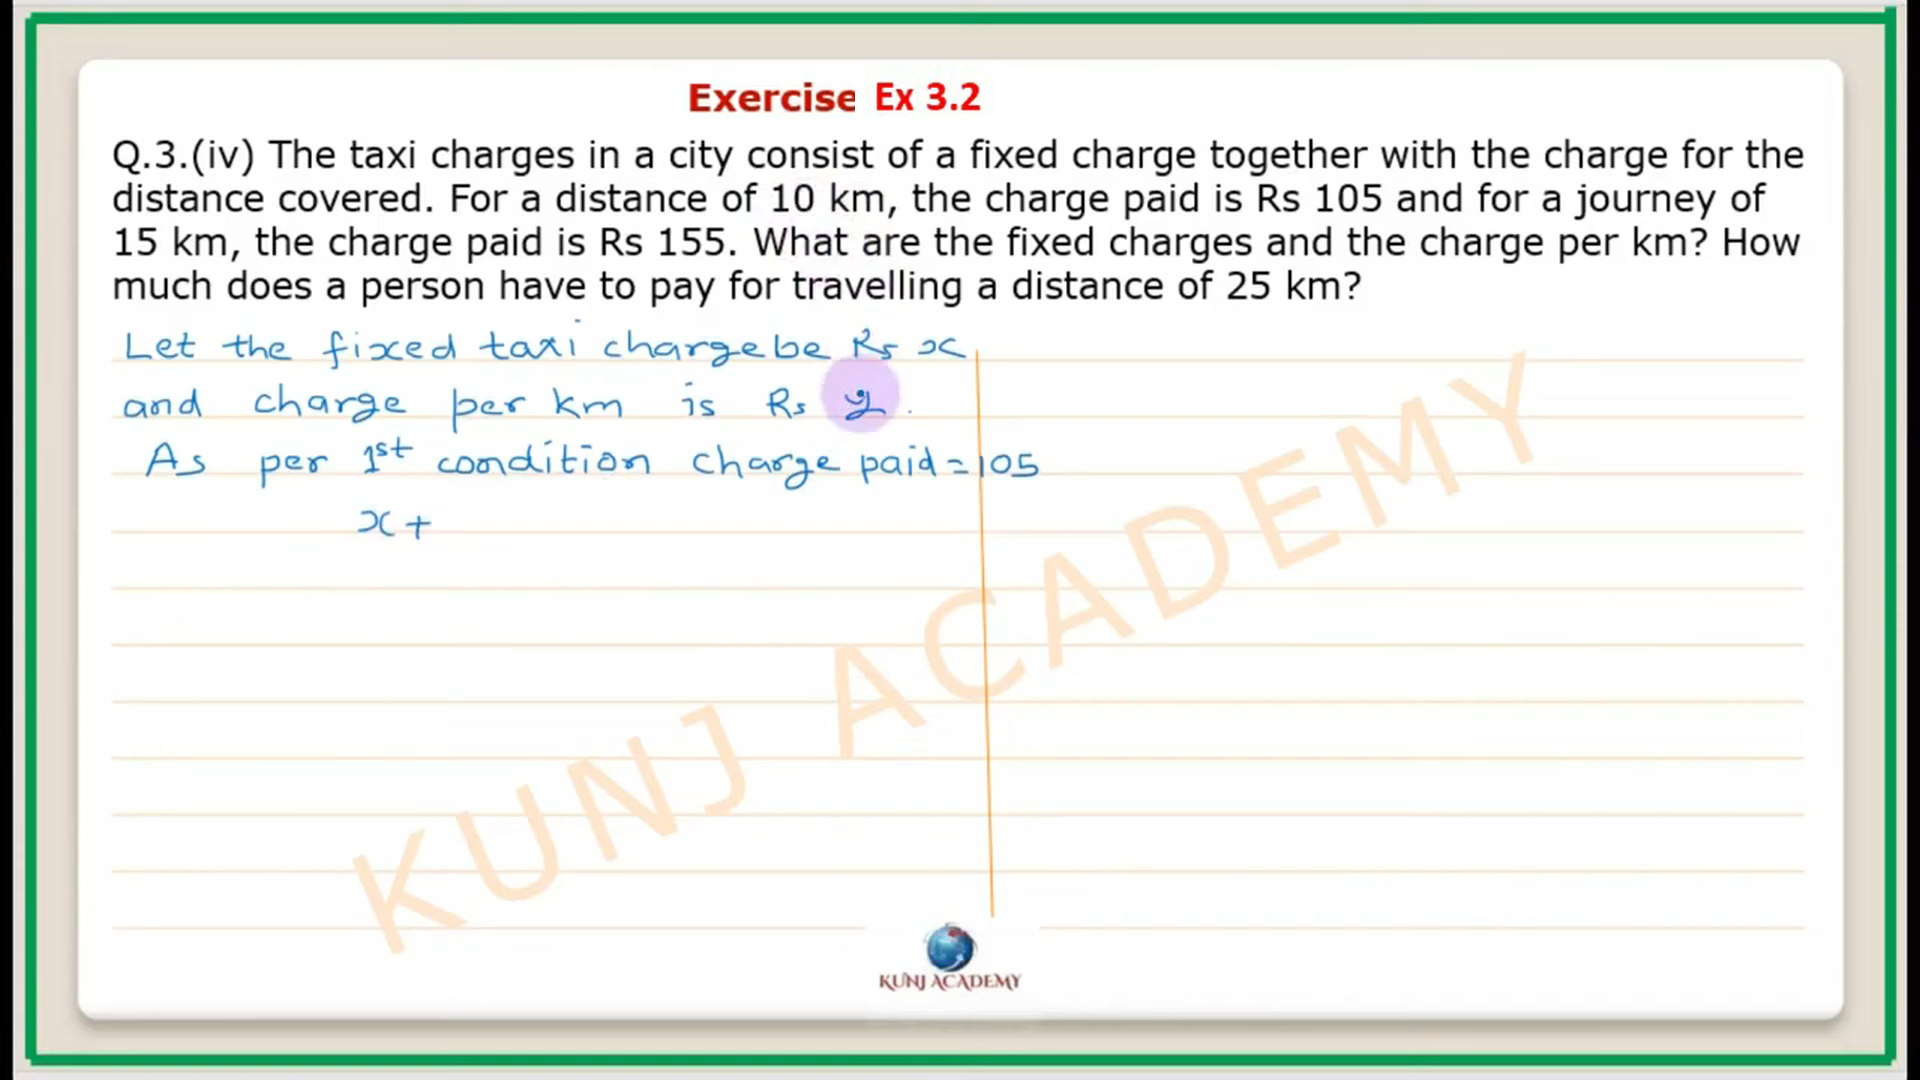 Exercise Ex 3.2
Q.3.(iv) The taxi charges in a city consist of a fixed charge together with the charge for the
distance covered. For a distance of 10 km, the charge paid is Rs 105 and for a journey of
15 km, the charge paid is Rs 155. What are the fixed charges and the charge per km? How
much does a person have to pay for travelling a distance of 25 km?
Let the fixed taxi charge be Rs x
and charge per km is Rs y.
As per 1st condition charge paid = 105
x +
KUNJ ACADEMY
KUNJ ACADEMY